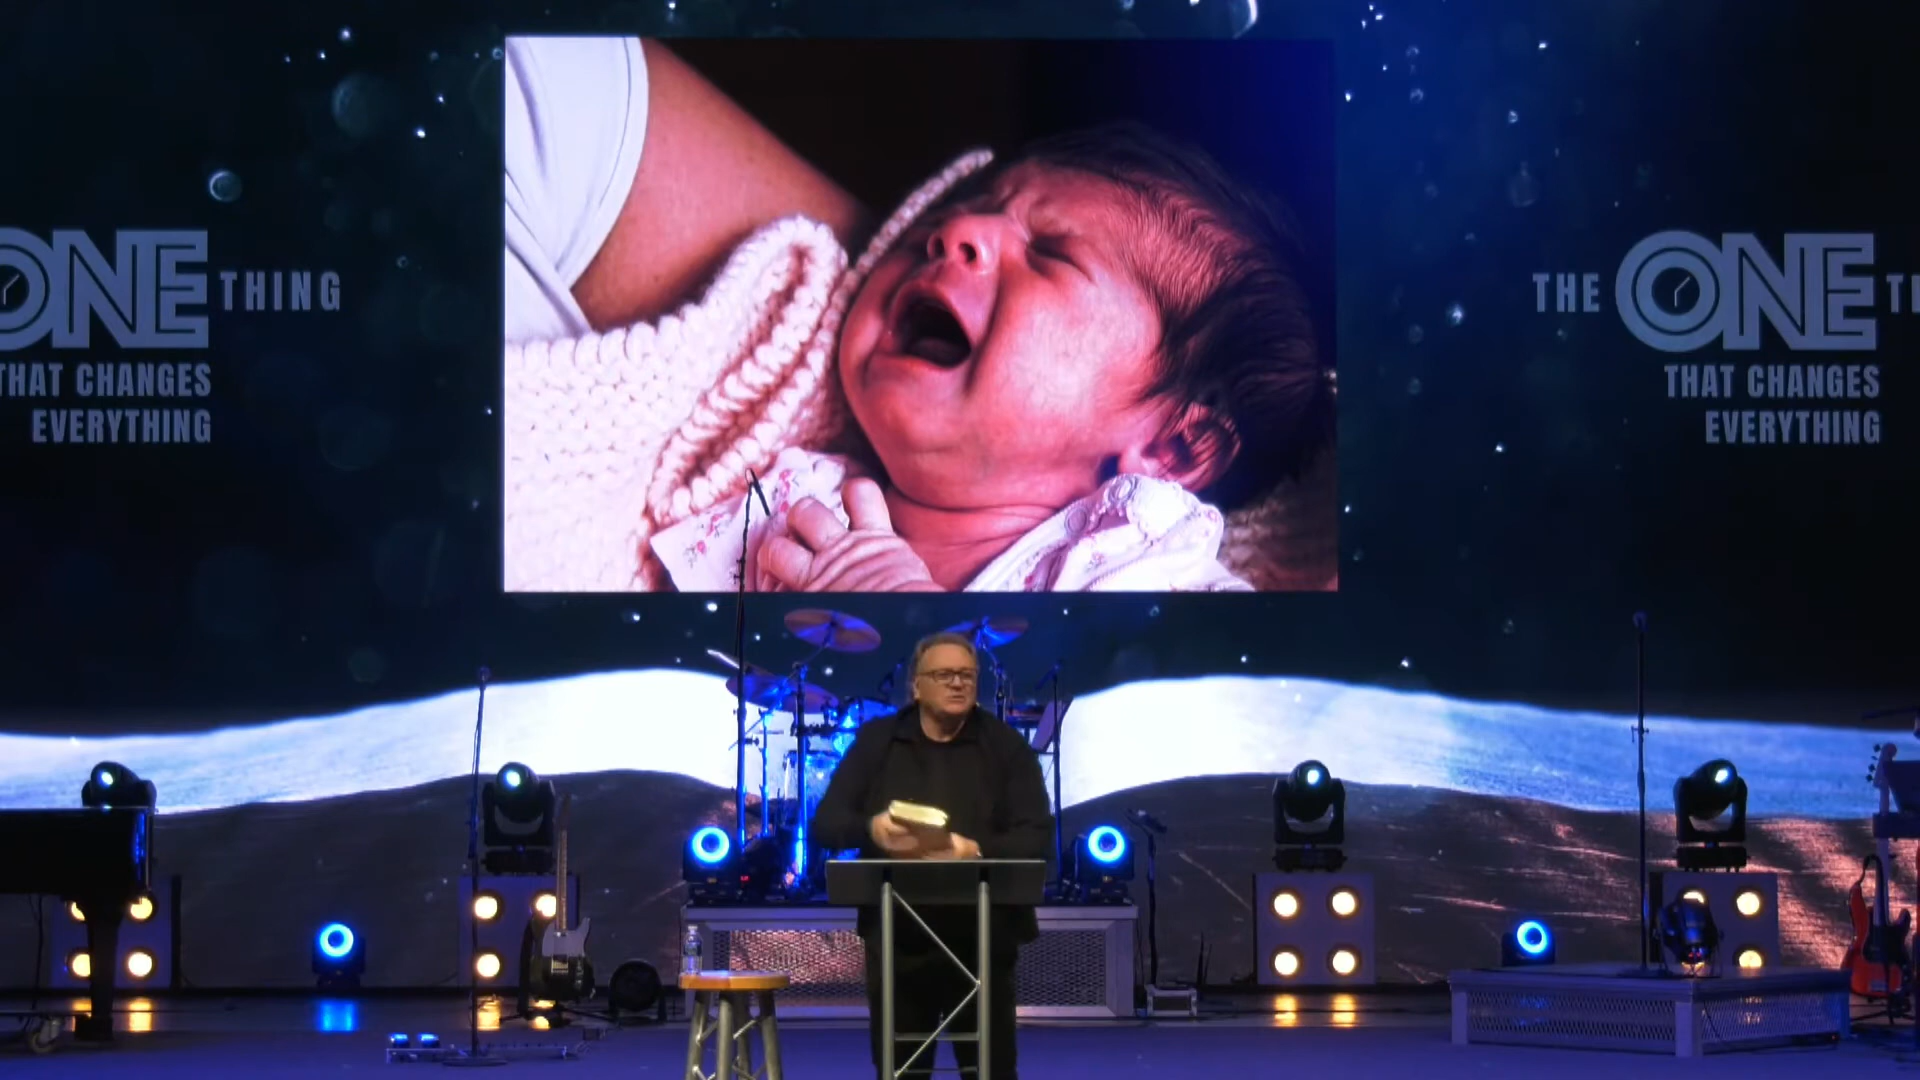 ONE THING
THAT CHANGES
EVERYTHING
THE ONE
THAT CHANGES
EVERYTHING